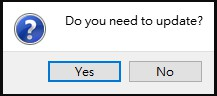 Do you need to update?
Yes
No